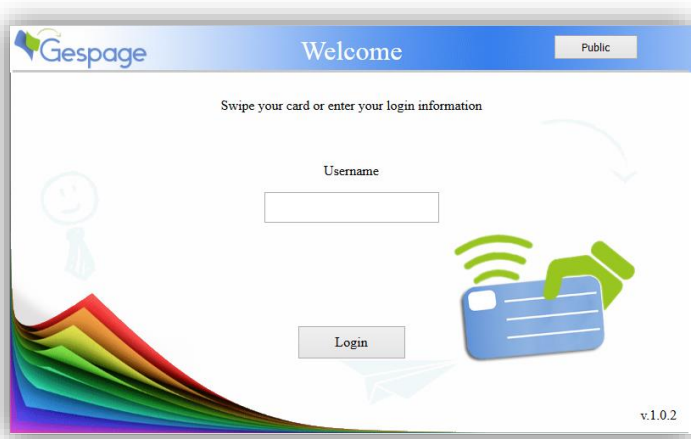 Gespage
Welcome
Public
Swipe your card or enter your login information
Username
Login
v.1.0.2